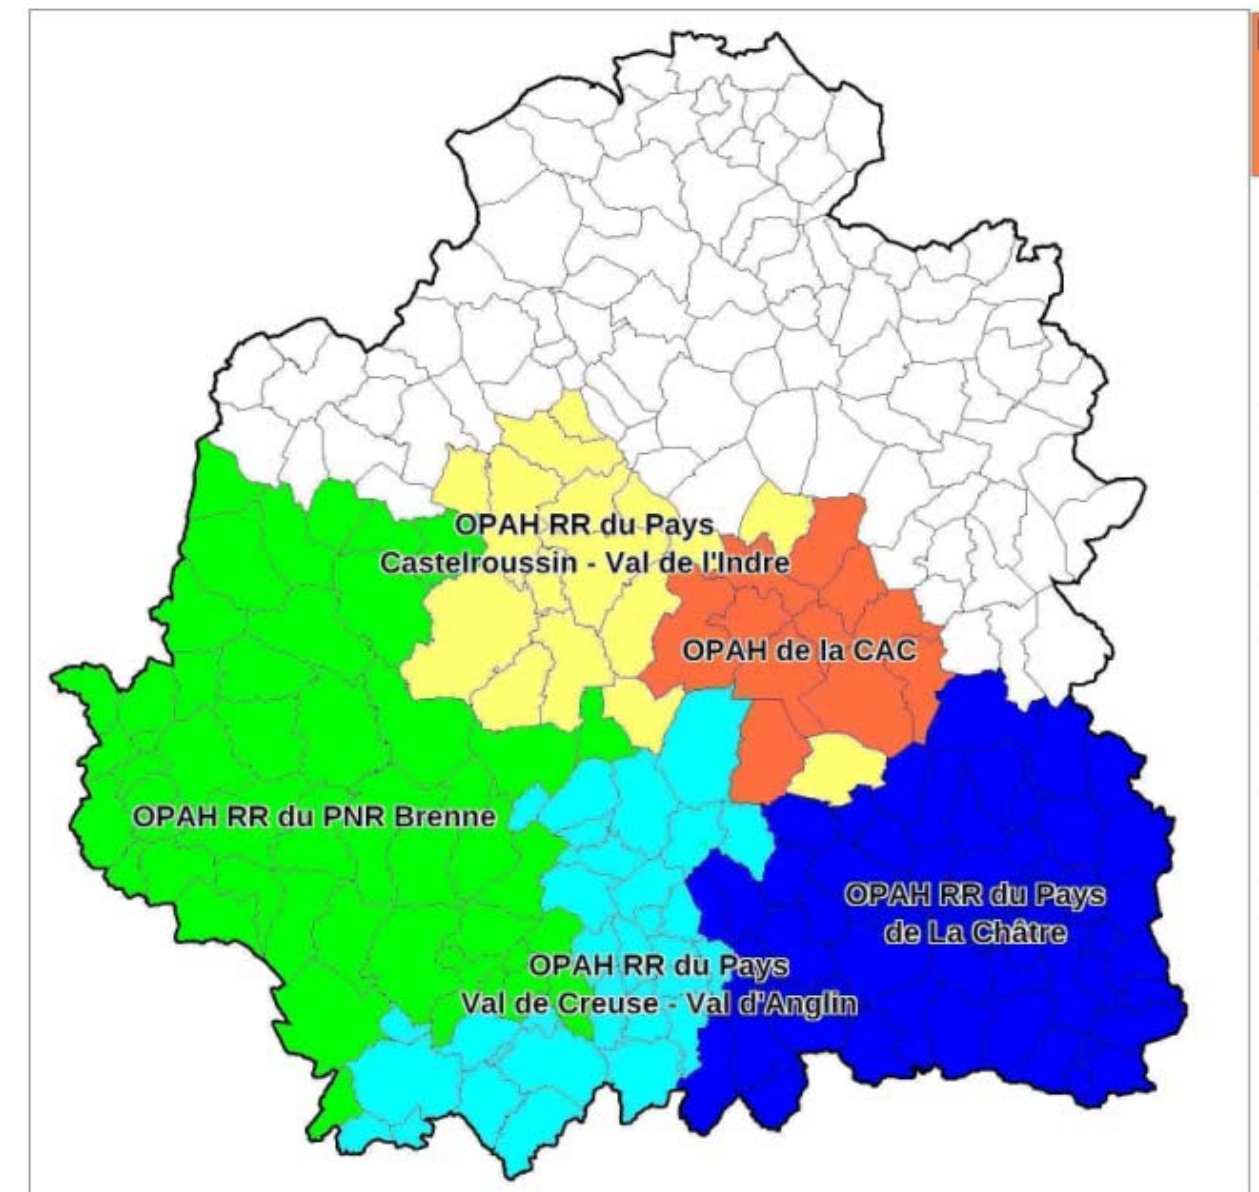 OPAH RR du Pays
Castelroussin - Val de l'Indre
OPAH de la CAC
OPAH RR du PNR Brenne
OPAH RR du Pays
de La Châtre
OPAH RR du Pays
Val de Creuse - Val d'Anglin